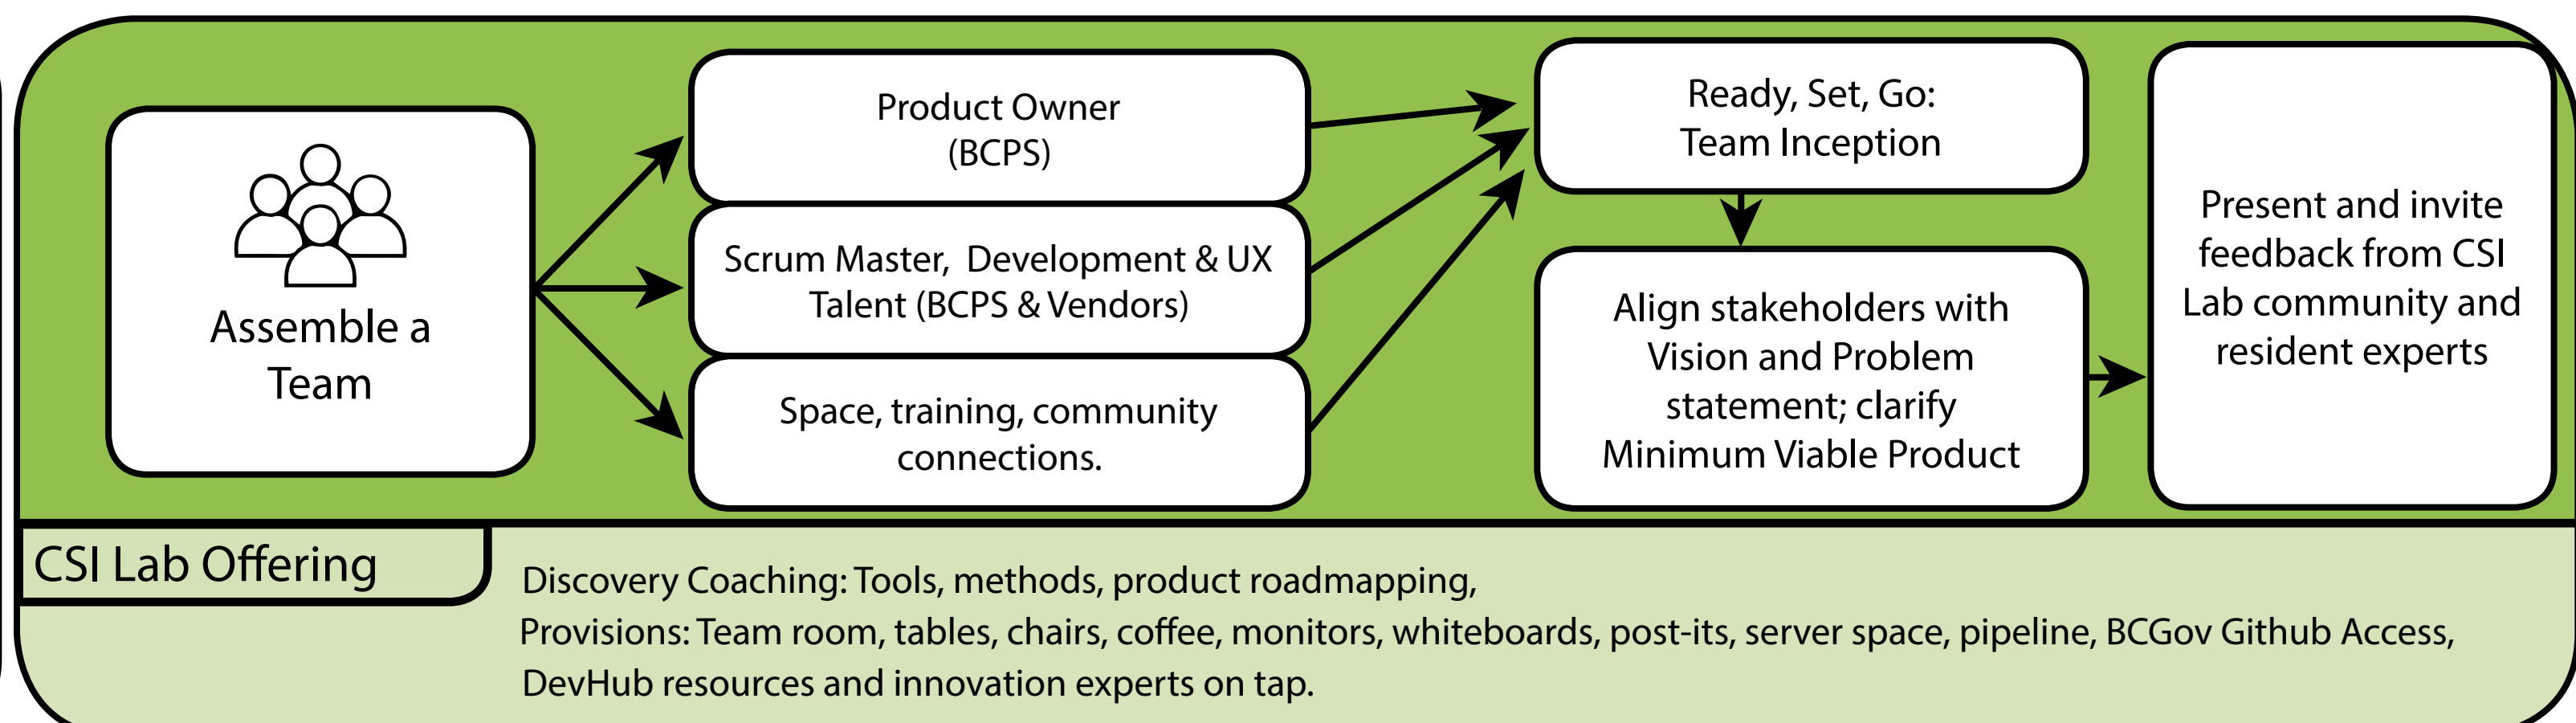 Assemble a
Team
Product Owner
(BCPS)
Scrum Master, Development & UX
Talent (BCPS & Vendors)
Space, training, community
connections.
Ready, Set, Go:
Team Inception
Align stakeholders with
Vision and Problem
statement; clarify
Minimum Viable Product
Present and invite
feedback from CSI
Lab community and
resident experts
CSI Lab Offering
Discovery Coaching: Tools, methods, product roadmapping,
Provisions: Team room, tables, chairs, coffee, monitors, whiteboards, post-its, server space, pipeline, BCGov Github Access,
DevHub resources and innovation experts on tap.